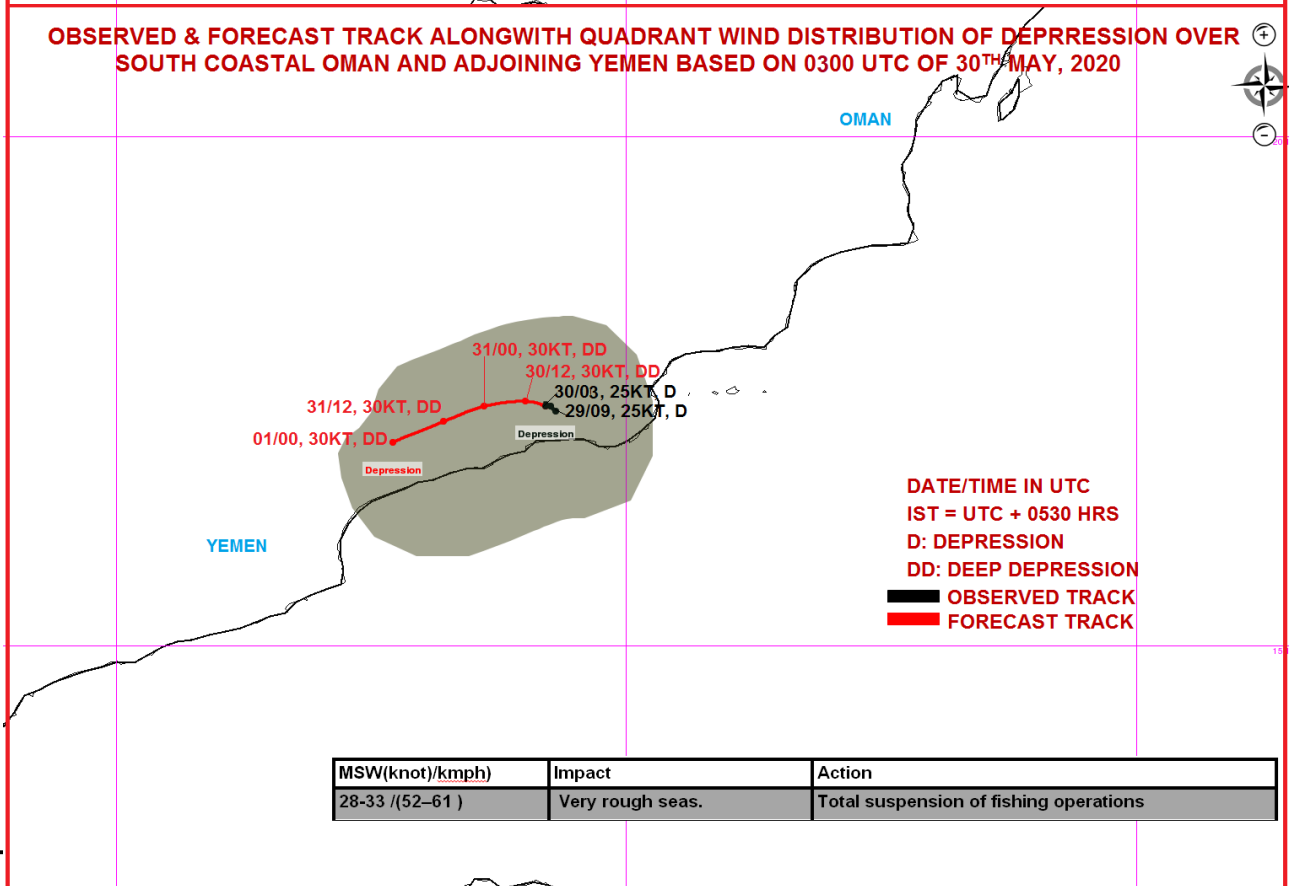 OBSERVED & FORECAST TRACK ALONGWITH QUADRANT WIND DISTRIBUTION OF DEPRRESSION OVER
SOUTH COASTAL OMAN AND ADJOINING YEMEN BASED ON 0300 UTC OF 30TH MAY, 2020
OMAN
31/00, 30KT, DD
30/12, 30KT, DD
30/03, 25KT, D
31/12, 30KT, DD
29/09, 25KT, D
Depression
01/00, 30KT, DD
Depression
YEMEN
DATE/TIME IN UTC
IST = UTC + 0530 HRS
D: DEPRESSION
DD: DEEP DEPRESSION
OBSERVED TRACK
FORECAST TRACK
MSW(knot)/kmph) Impact Action
28-33 /(52–61 ) Very rough seas. Total suspension of fishing operations